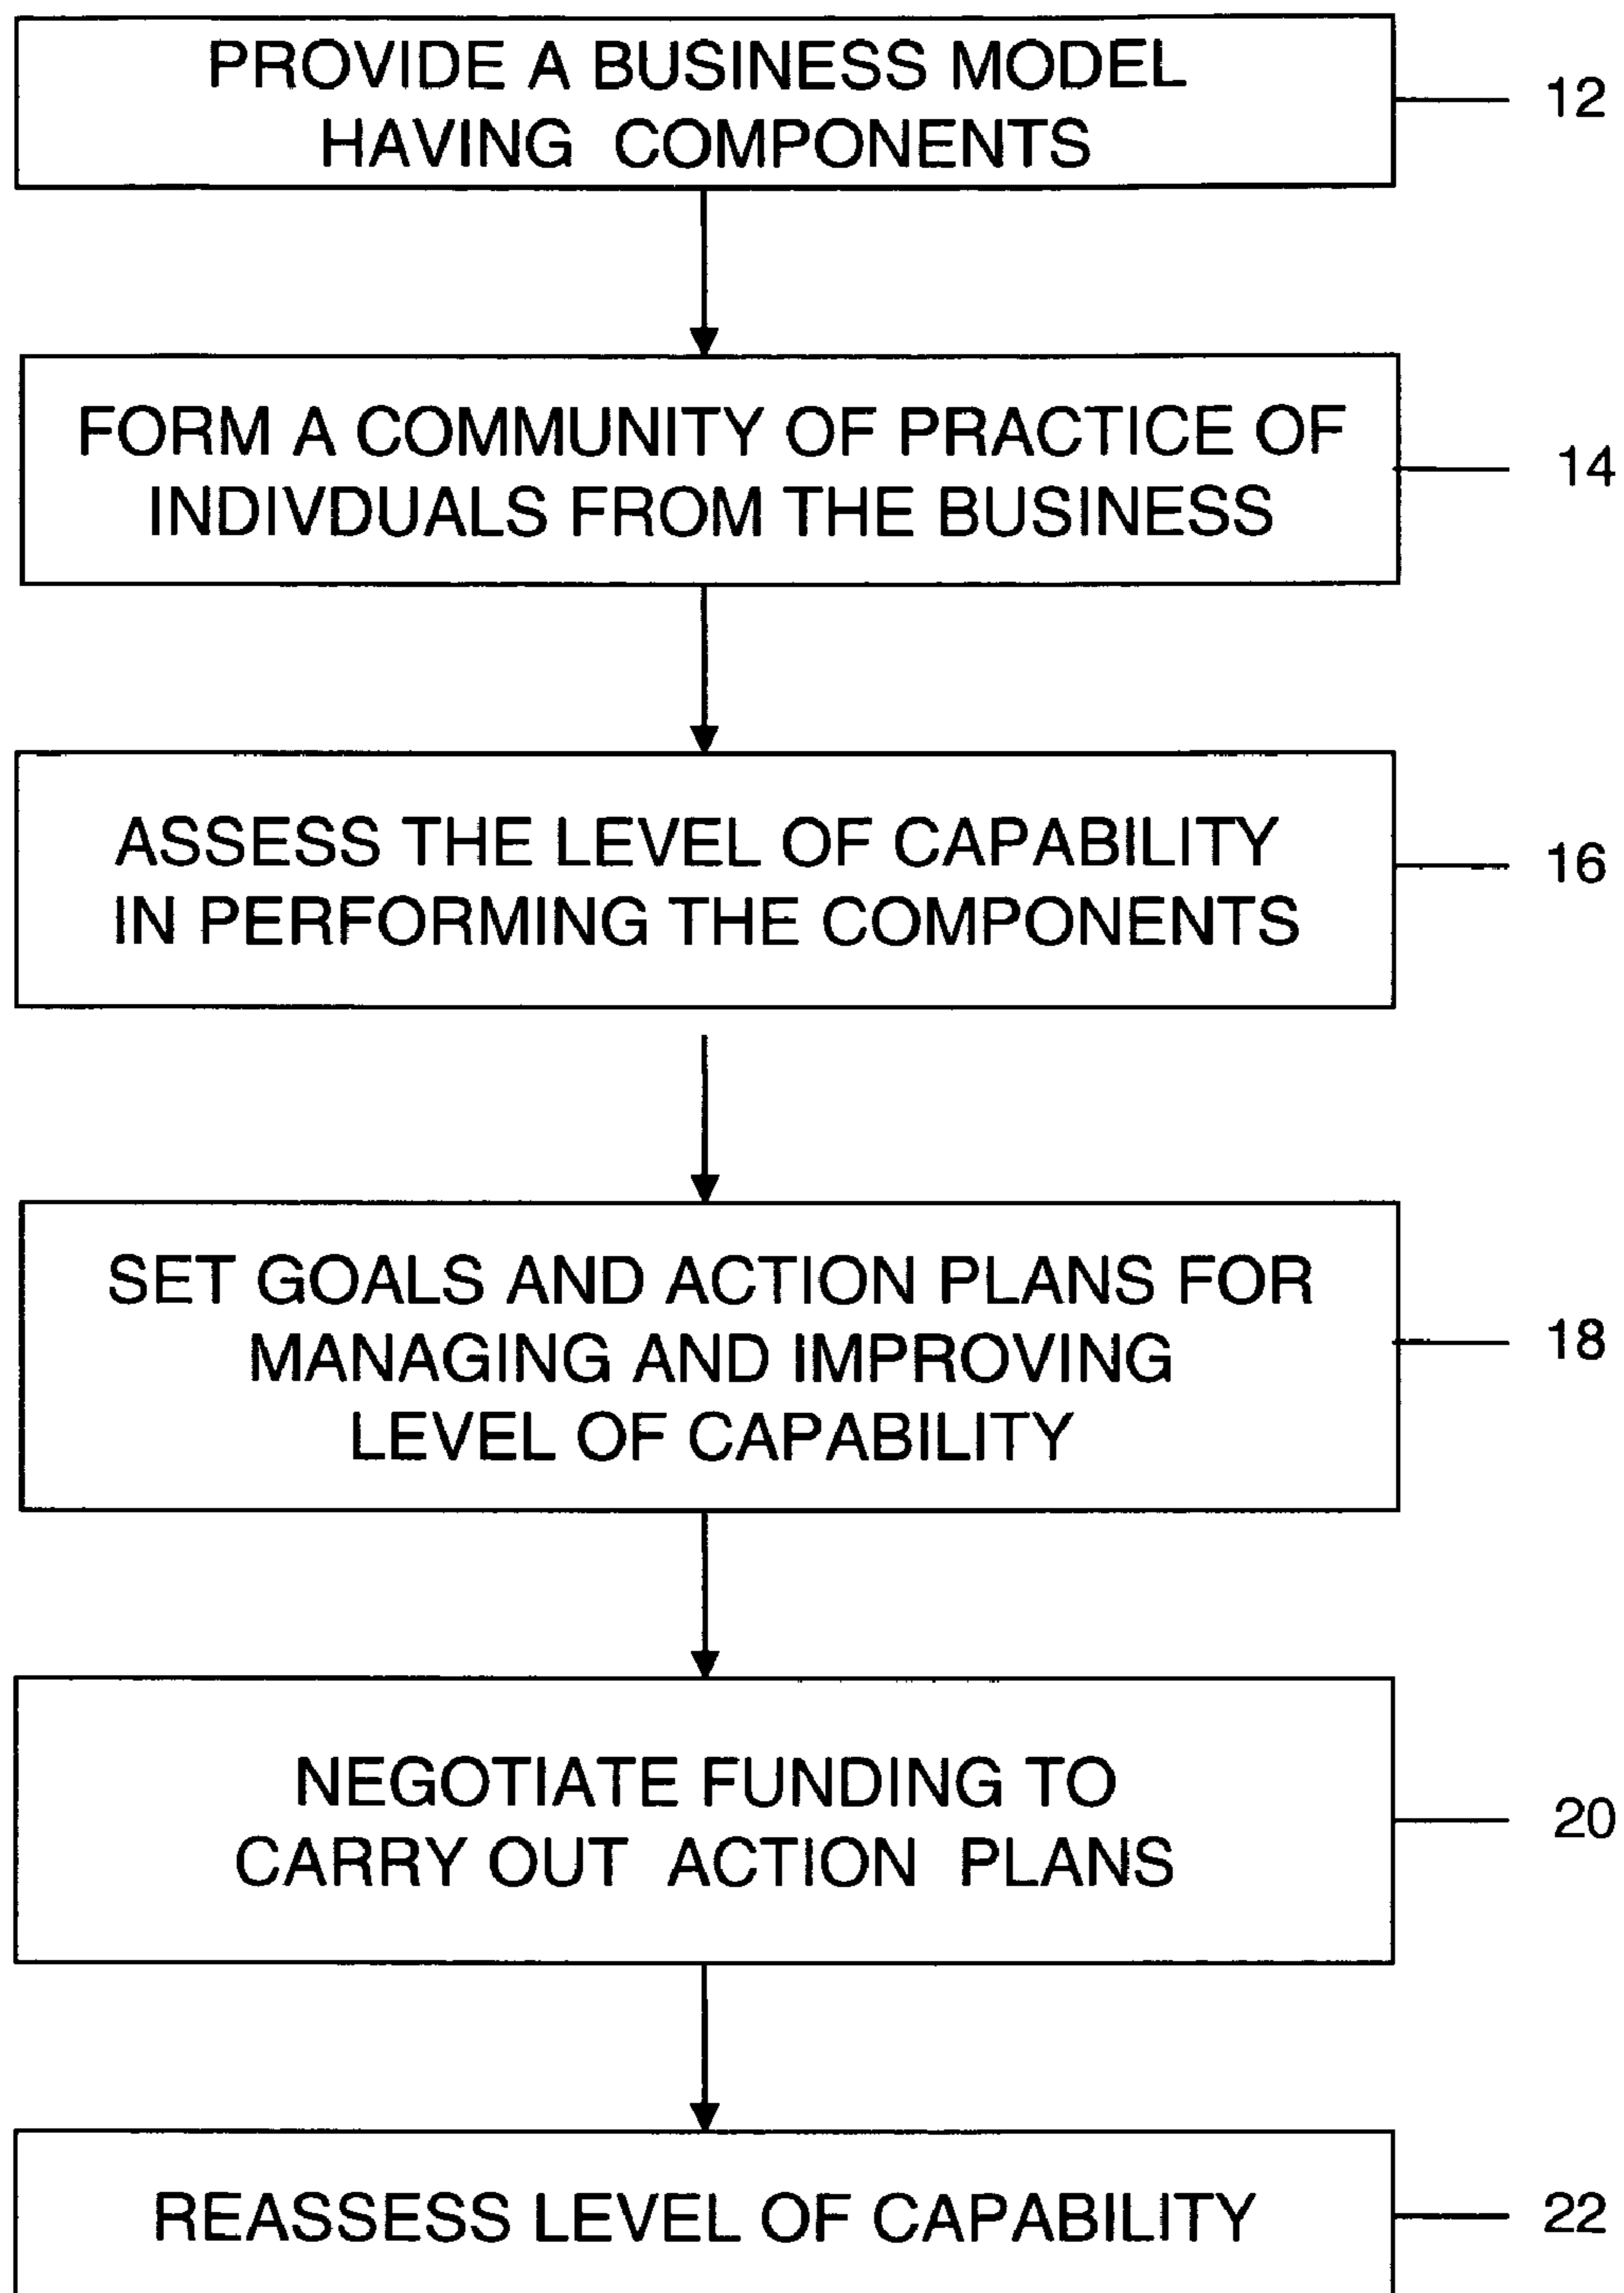 PROVIDE A BUSINESS MODEL
HAVING COMPONENTS
12
FORM A COMMUNITY OF PRACTICE OF
INDIVDUALS FROM THE BUSINESS
14
ASSESS THE LEVEL OF CAPABILITY
IN PERFORMING THE COMPONENTS
16
SET GOALS AND ACTION PLANS FOR
MANAGING AND IMPROVING
LEVEL OF CAPABILITY
18
NEGOTIATE FUNDING TO
CARRY OUT ACTION PLANS
20
REASSESS LEVEL OF CAPABILITY
22